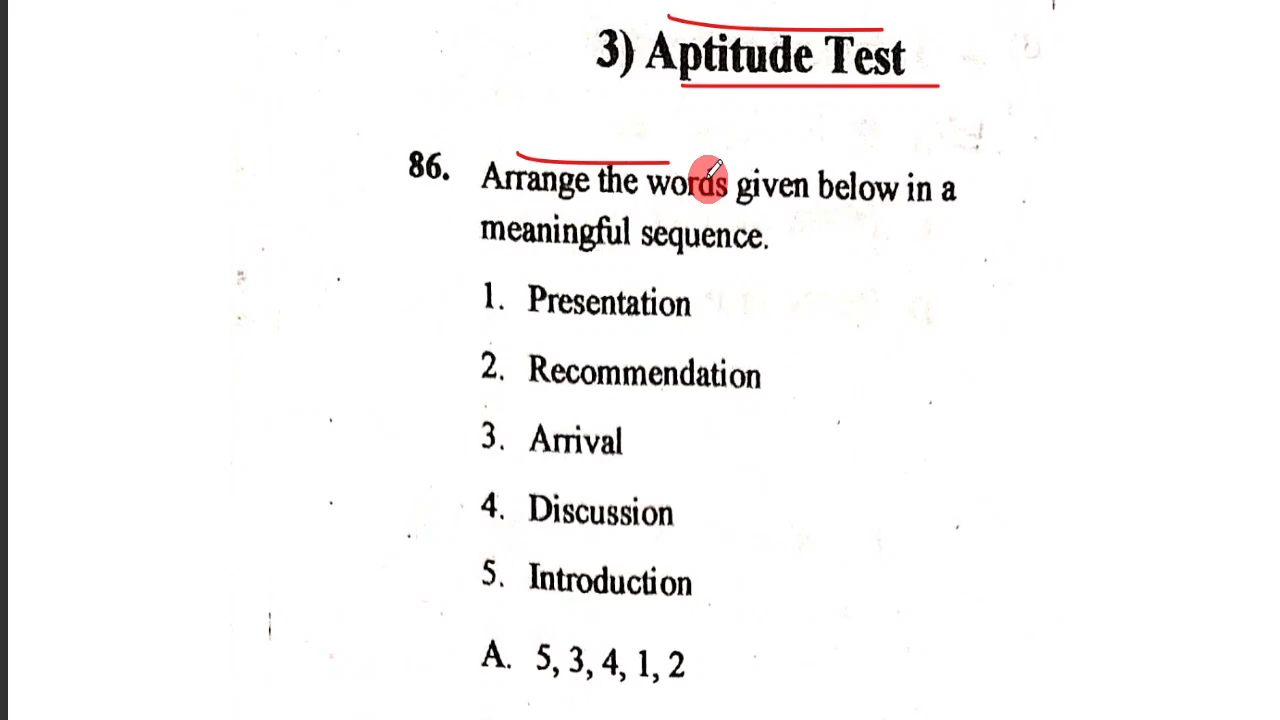 3) Aptitude Test
86. Arrange the words given below in a
meaningful sequence.
1. Presentation
2. Recommendation
3. Arrival
4. Discussion
5. Introduction
A. 5, 3, 4, 1, 2